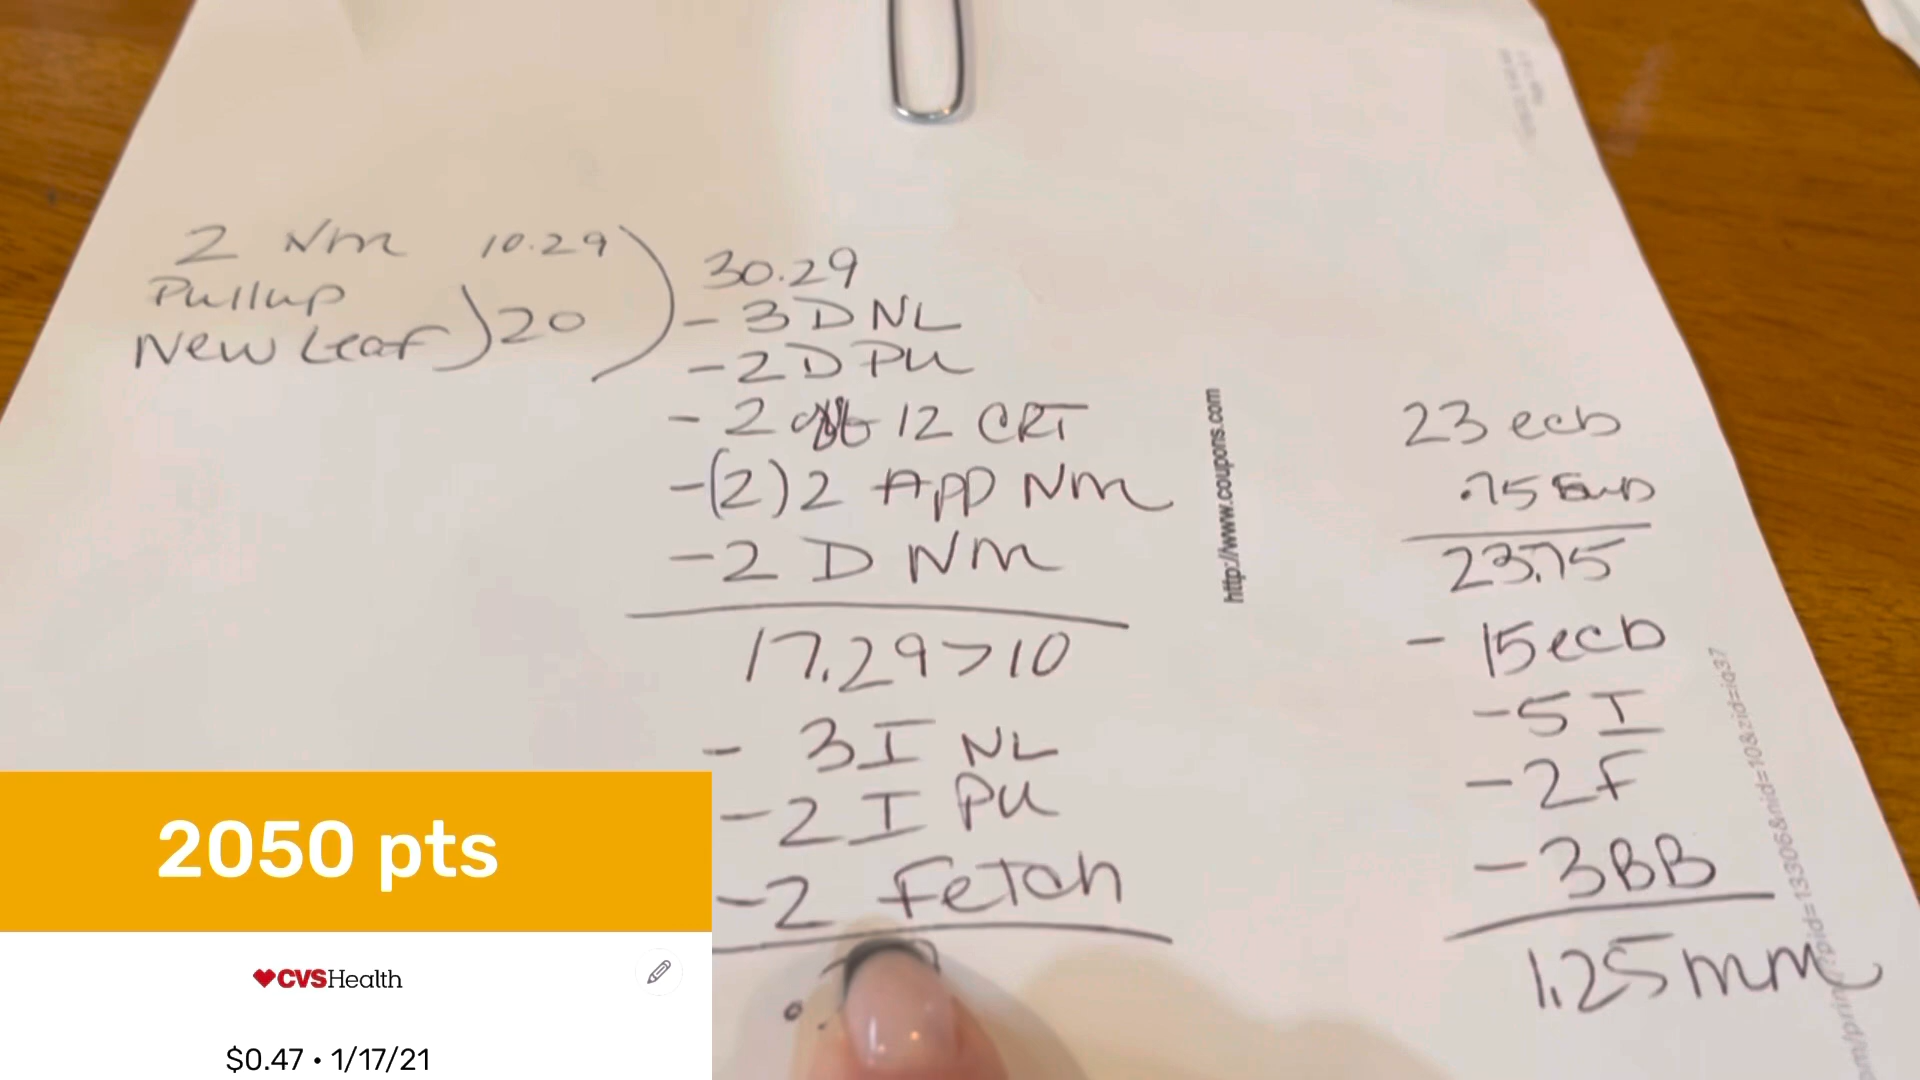 2 Nm 10.29
Pullup
New Leaf ) 20
30.29
- 3 D NL
- 2 D PU
- 2 12 CRT
-(2) 2 App Nm
- 2 D Nm
17.29 > 10
- 3 I NL
- 2 I PU
- 2 Fetch
http://www.coupons.com
23 ecb
.75
23.75
- 15 ecb
- 5 I
- 2 F
- 3 BB
1.25 mm
2050 pts
CVSHealth
$0.47 • 1/17/21